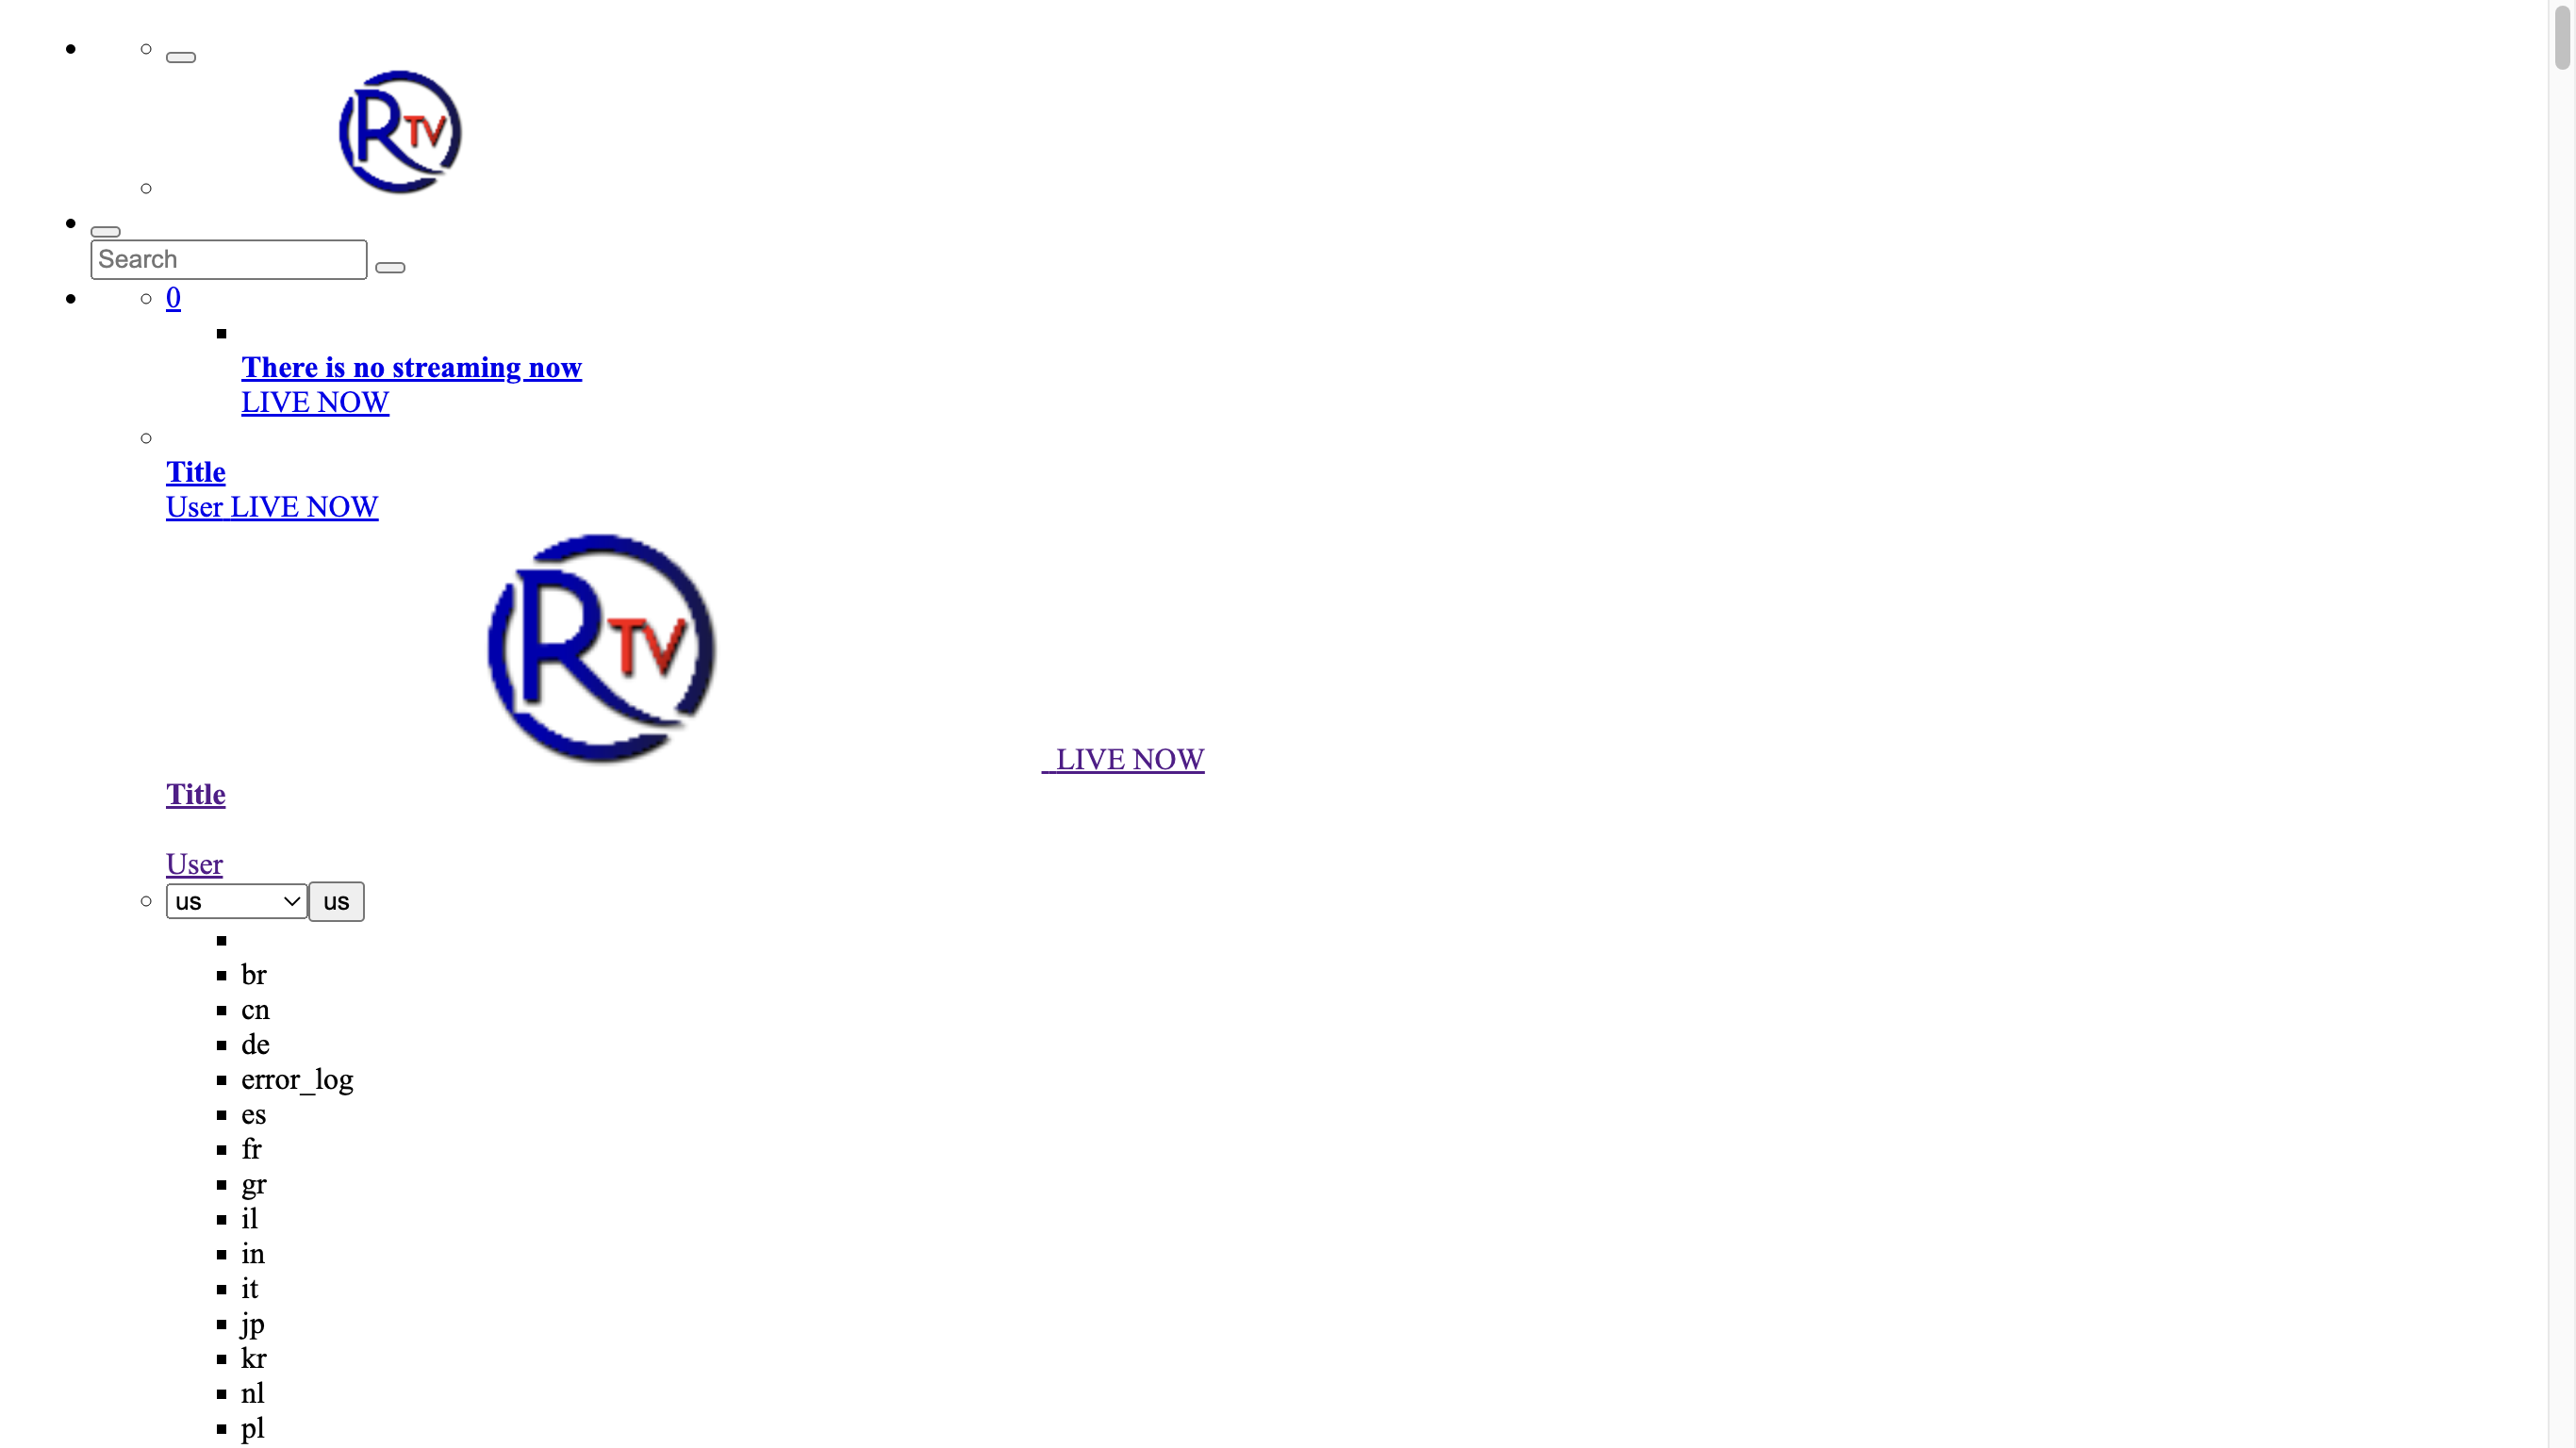 RTV
Search
0
There is no streaming now
LIVE NOW
Title
User LIVE NOW
RTV
LIVE NOW
Title
User
us us
br
cn
de
error_log
es
fr
gr
il
in
it
jp
kr
nl
pl